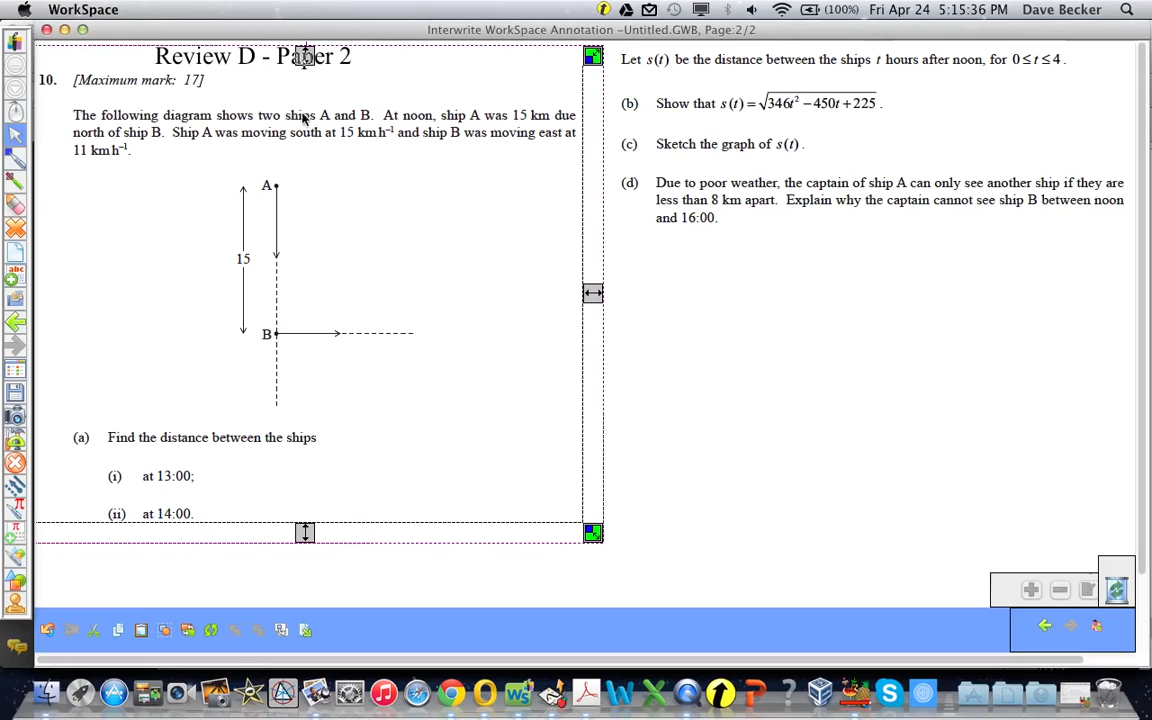 WorkSpace
(100%) Fri Apr 24 5:15:36 PM Dave Becker
Interwrite WorkSpace Annotation –Untitled.GWB, Page:2/2
Review D - Paper 2
10. [Maximum mark: 17]
The following diagram shows two ships A and B. At noon, ship A was 15 km due
north of ship B. Ship A was moving south at 15 km h⁻¹ and ship B was moving east at
11 km h⁻¹.
A
15
B
(a) Find the distance between the ships
(i) at 13:00;
(ii) at 14:00.
Let s(t) be the distance between the ships t hours after noon, for 0 ≤ t ≤ 4.
(b) Show that s(t) = √346t² − 450t + 225.
(c) Sketch the graph of s(t).
(d) Due to poor weather, the captain of ship A can only see another ship if they are
less than 8 km apart. Explain why the captain cannot see ship B between noon
and 16:00.
abc